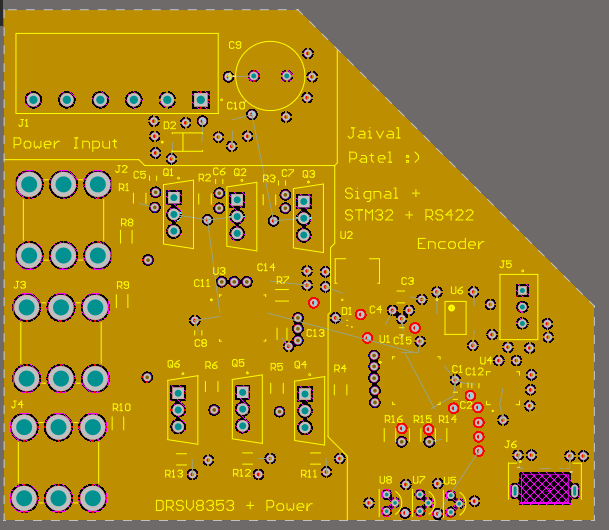 C9
C10
J1
D2
Power Input
Jaival
Patel :)
J2
C5
Q1
R2
C6
Q2
R3
C7
Q3
R1
Signal +
STM32 + RS422
R8
U2
Encoder
U3
C14
J5
C11
R7
C3
U6
J3
R9
D1
C4
C13
C8
U1
C15
U4
Q6
R6
Q5
R5
Q4
R4
C1
C12
J4
R10
C2
R16
R15
R14
J6
R13
R12
R11
U8
U7
U5
DRSV8353 + Power